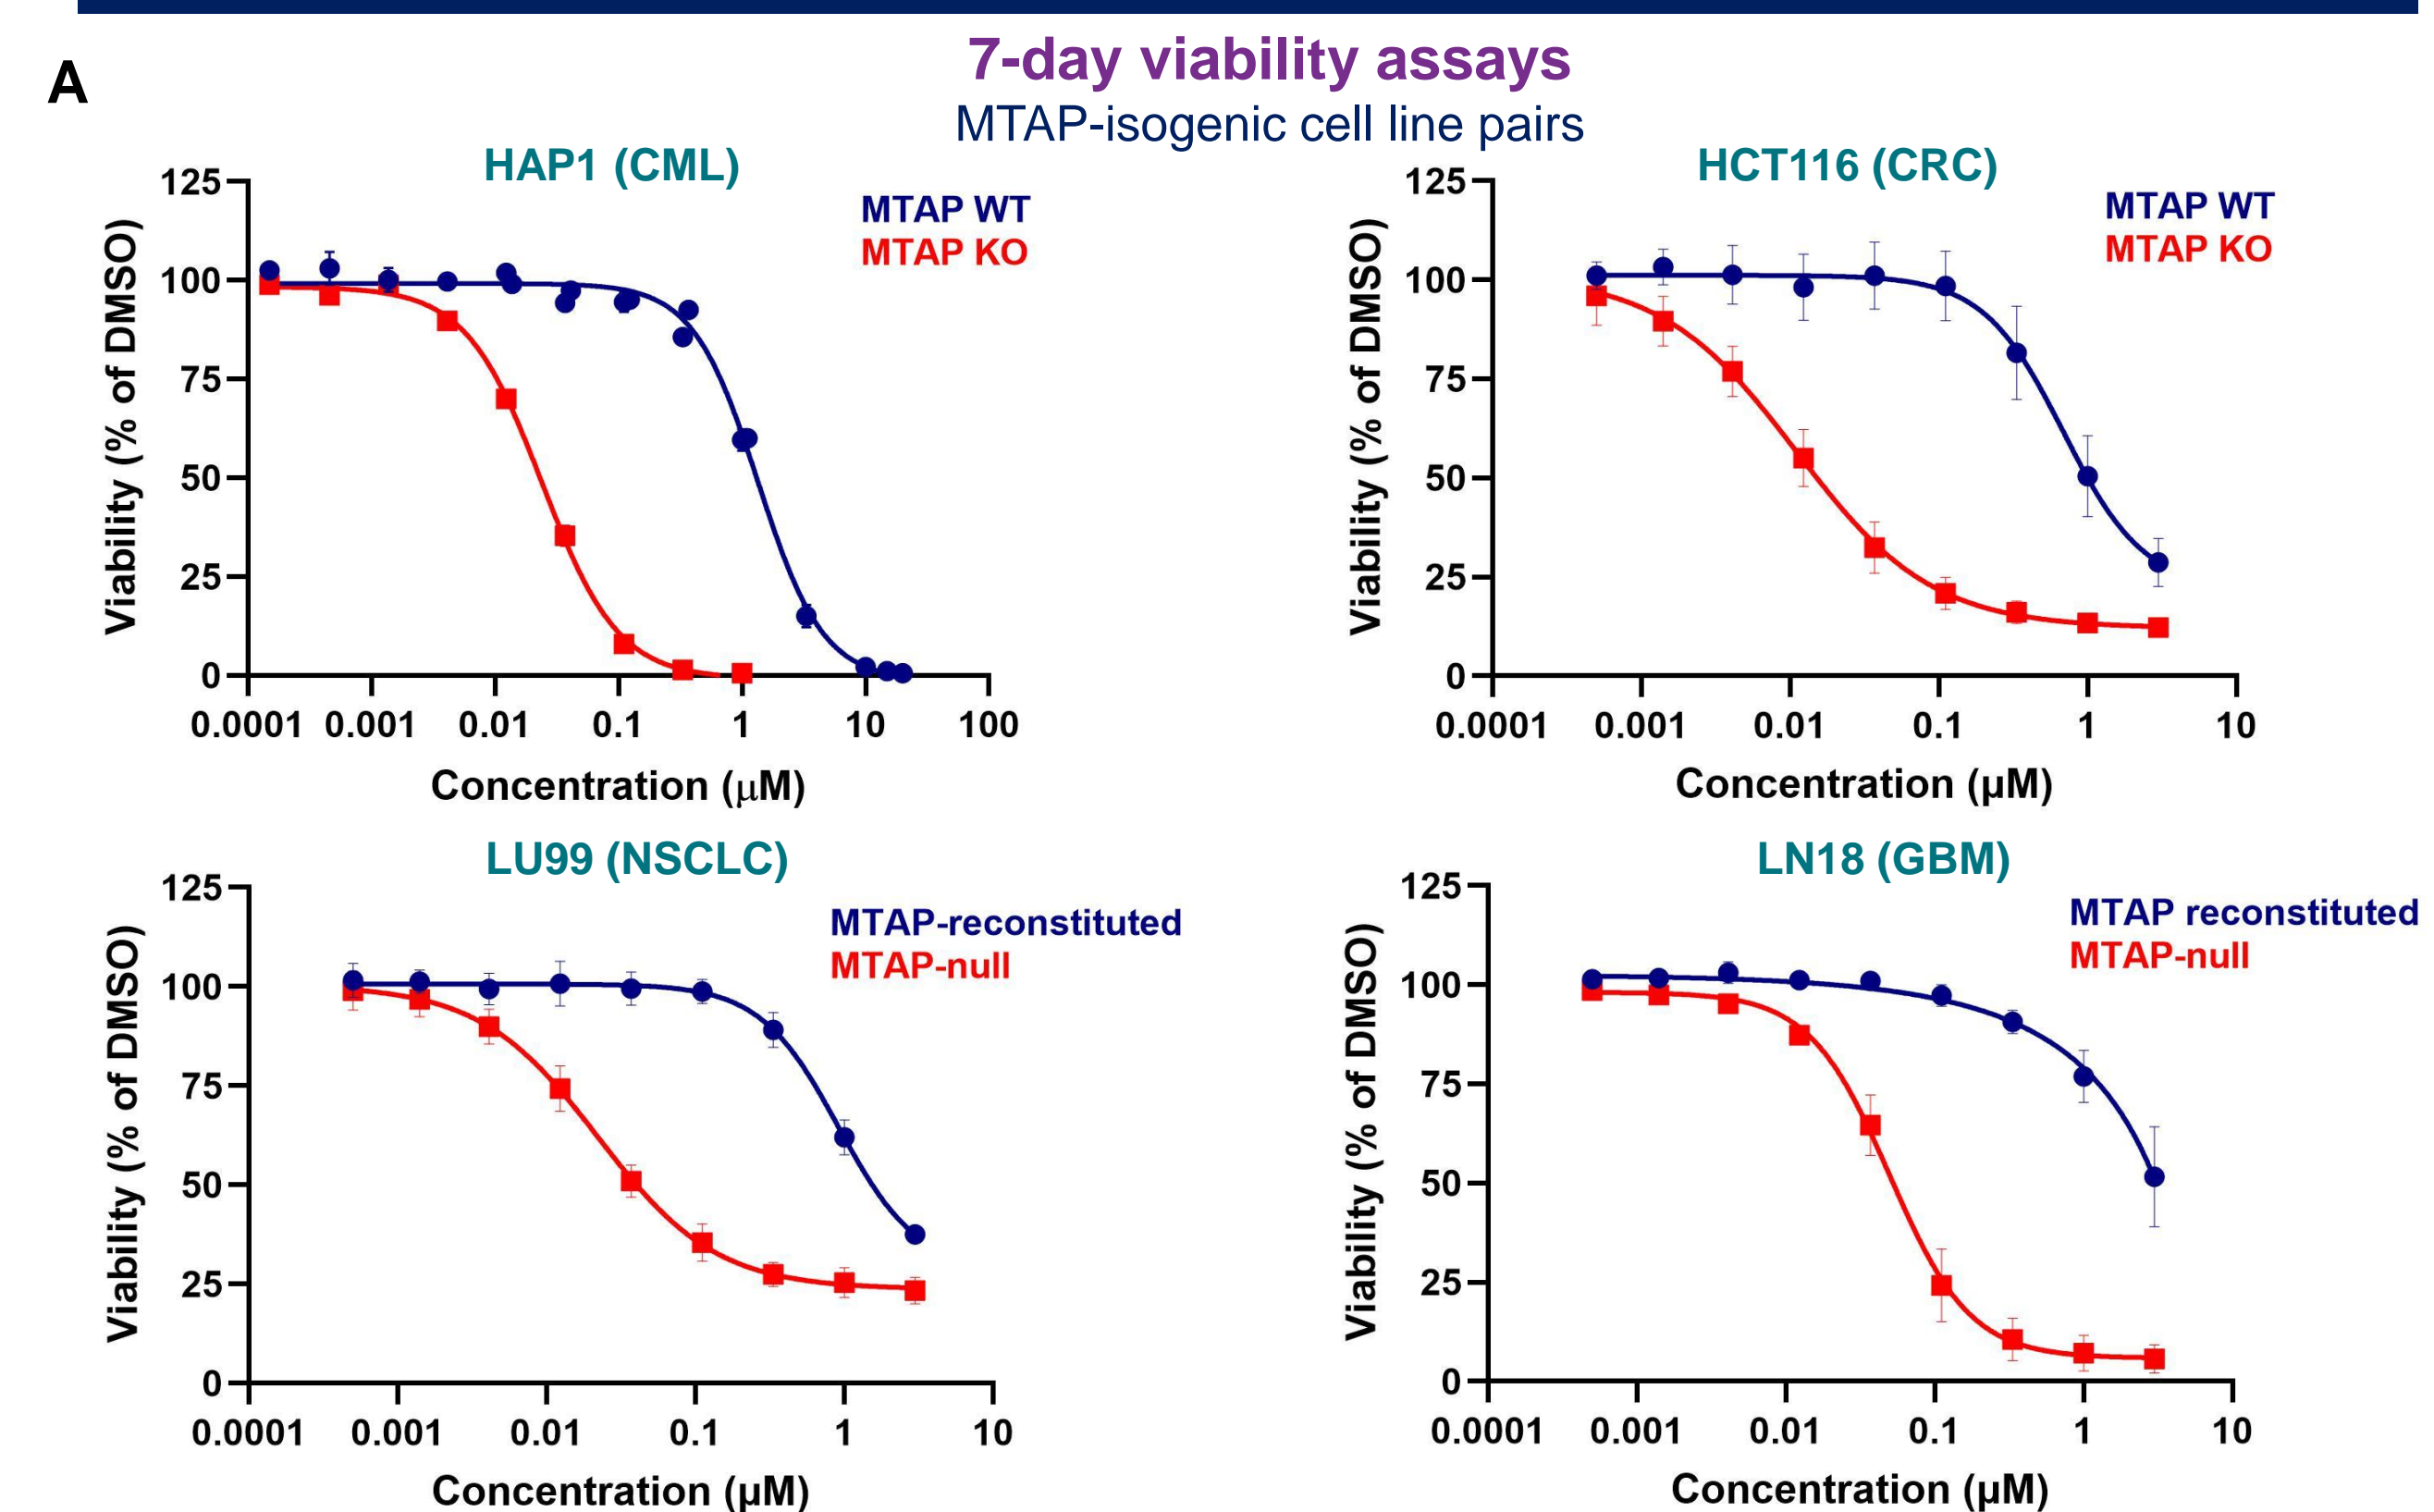 A
7-day viability assays
MTAP-isogenic cell line pairs
HAP1 (CML)
MTAP WT
MTAP KO
Viability (% of DMSO)
125
100
75
50
25
0
0.0001 0.001 0.01 0.1 1 10 100
Concentration (μM)
HCT116 (CRC)
MTAP WT
MTAP KO
Viability (% of DMSO)
125
100
75
50
25
0
0.0001 0.001 0.01 0.1 1 10
Concentration (µM)
LU99 (NSCLC)
MTAP-reconstituted
MTAP-null
Viability (% of DMSO)
125
100
75
50
25
0
0.0001 0.001 0.01 0.1 1 10
Concentration (µM)
LN18 (GBM)
MTAP reconstituted
MTAP-null
Viability (% of DMSO)
125
100
75
50
25
0
0.0001 0.001 0.01 0.1 1 10
Concentration (µM)